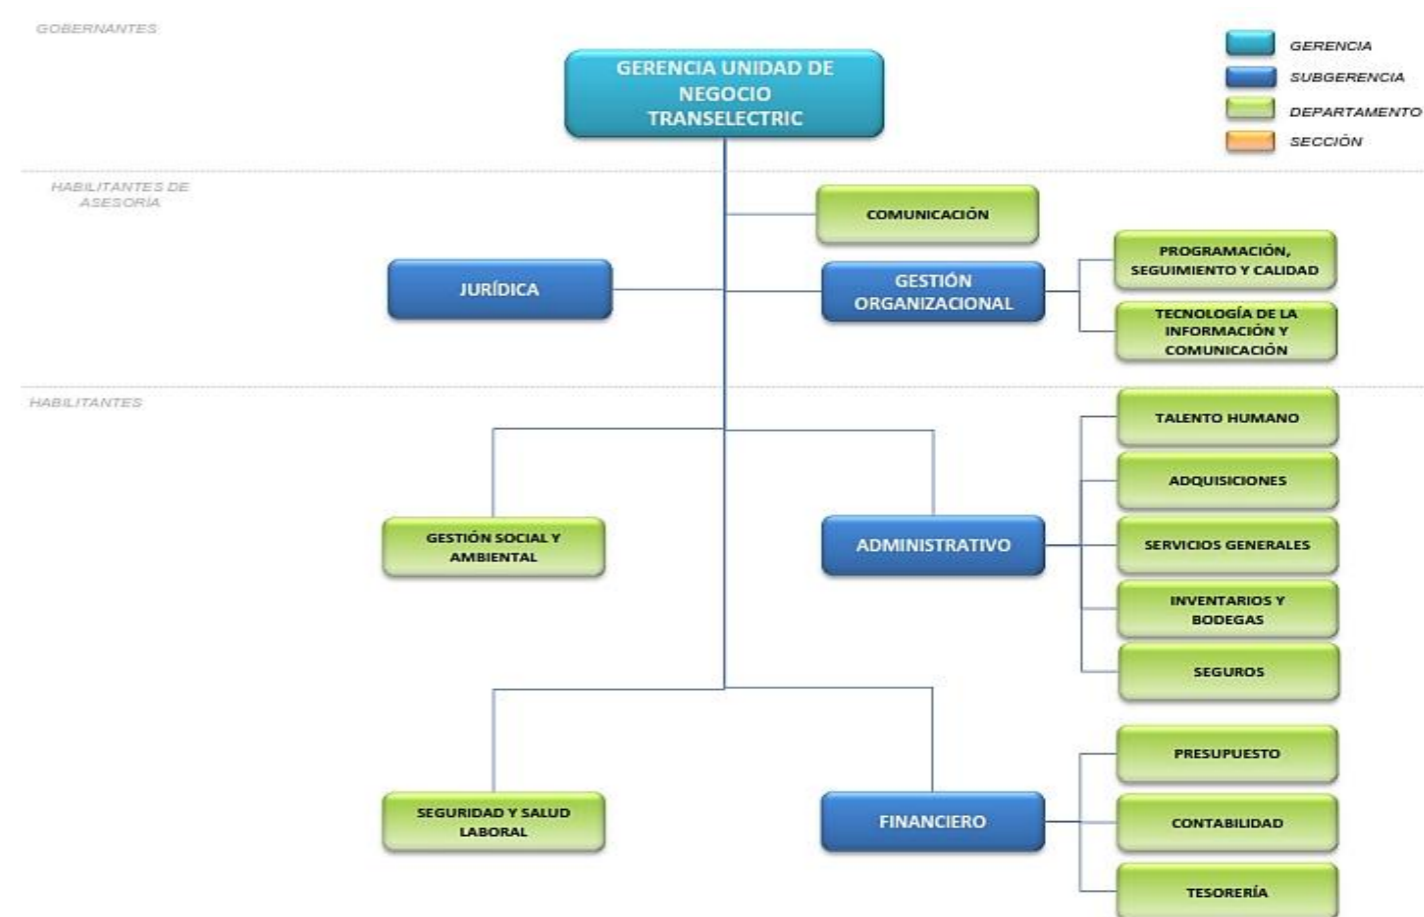 GOBERNANTES
GERENCIA UNIDAD DE
NEGOCIO
TRANSELECTRIC
GERENCIA
SUBGERENCIA
DEPARTAMENTO
SECCIÓN
HABILITANTES DE
ASESORÍA
COMUNICACIÓN
JURÍDICA
GESTIÓN
ORGANIZACIONAL
PROGRAMACIÓN,
SEGUIMIENTO Y CALIDAD
TECNOLOGÍA DE LA
INFORMACIÓN Y
COMUNICACIÓN
HABILITANTES
GESTIÓN SOCIAL Y
AMBIENTAL
ADMINISTRATIVO
TALENTO HUMANO
ADQUISICIONES
SERVICIOS GENERALES
INVENTARIOS Y
BODEGAS
SEGUROS
SEGURIDAD Y SALUD
LABORAL
FINANCIERO
PRESUPUESTO
CONTABILIDAD
TESORERÍA